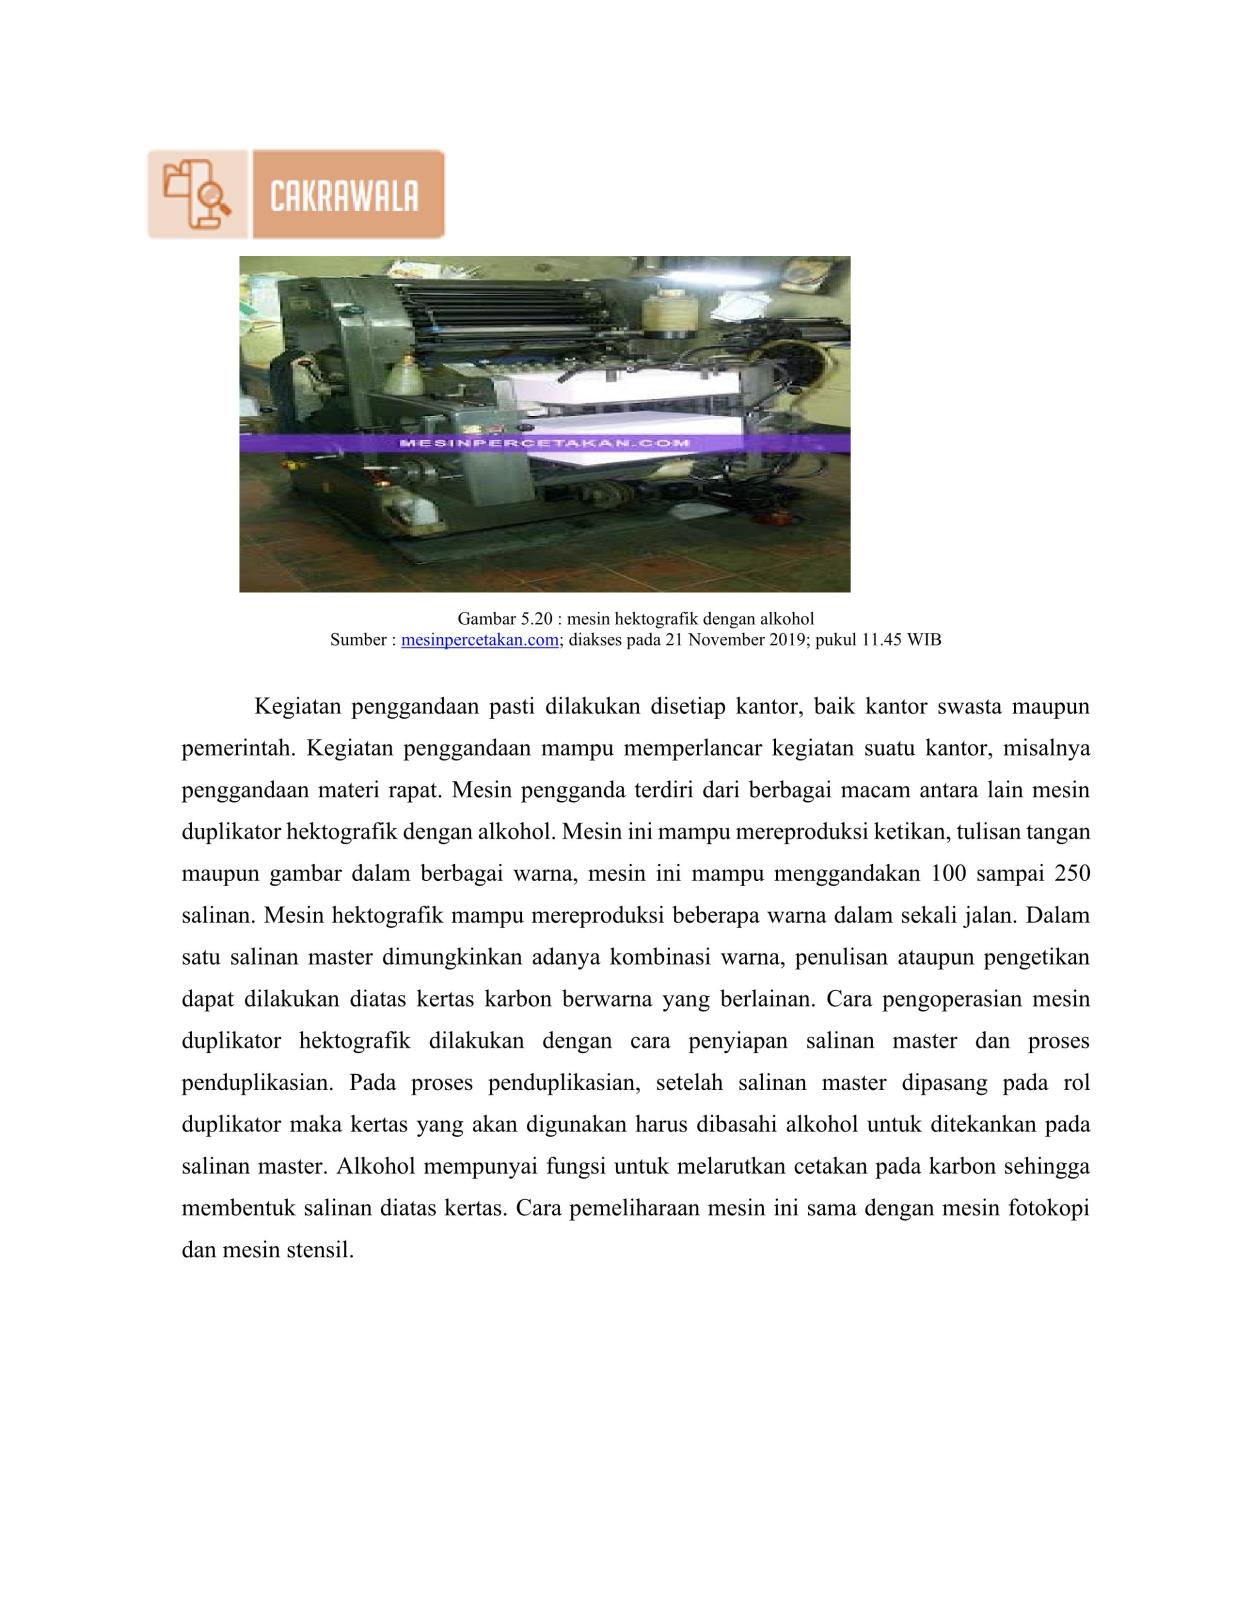 CAKRAWALA
MESINPERCETAKAN.COM
Gambar 5.20 : mesin hektografik dengan alkohol
Sumber : mesinpercetakan.com; diakses pada 21 November 2019; pukul 11.45 WIB
Kegiatan penggandaan pasti dilakukan disetiap kantor, baik kantor swasta maupun
pemerintah. Kegiatan penggandaan mampu memperlancar kegiatan suatu kantor, misalnya
penggandaan materi rapat. Mesin pengganda terdiri dari berbagai macam antara lain mesin
duplikator hektografik dengan alkohol. Mesin ini mampu mereproduksi ketikan, tulisan tangan
maupun gambar dalam berbagai warna, mesin ini mampu menggandakan 100 sampai 250
salinan. Mesin hektografik mampu mereproduksi beberapa warna dalam sekali jalan. Dalam
satu salinan master dimungkinkan adanya kombinasi warna, penulisan ataupun pengetikan
dapat dilakukan diatas kertas karbon berwarna yang berlainan. Cara pengoperasian mesin
duplikator hektografik dilakukan dengan cara penyiapan salinan master dan proses
penduplikasian. Pada proses penduplikasian, setelah salinan master dipasang pada rol
duplikator maka kertas yang akan digunakan harus dibasahi alkohol untuk ditekankan pada
salinan master. Alkohol mempunyai fungsi untuk melarutkan cetakan pada karbon sehingga
membentuk salinan diatas kertas. Cara pemeliharaan mesin ini sama dengan mesin fotokopi
dan mesin stensil.